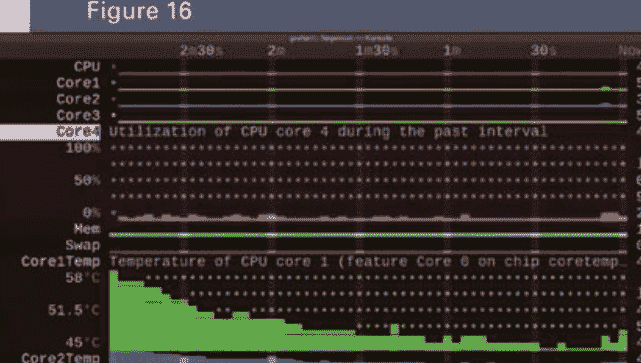 Figure 16
2m30s 2m 1m30s 1m 30s No
CPU
Core1
Core2
Core3
Core4 Utilization of CPU core 4 during the past interval
100%
50%
0%
Mem
Swap
Core1Temp Temperature of CPU core 1 (feature Core 0 on chip coretemp
58°C
51.5°C
45°C
Core2Temp